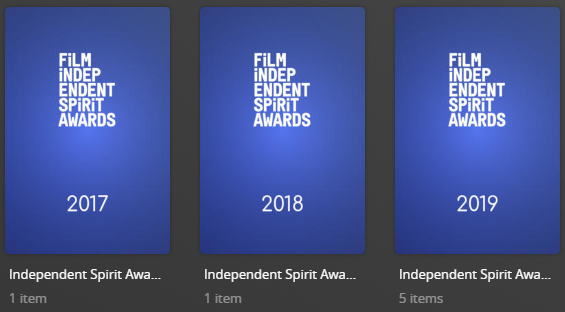 FiLM
iNDEP
ENDENT
SPiRiT
AWARDS
2017
Independent Spirit Awa...
1 item
FiLM
iNDEP
ENDENT
SPiRiT
AWARDS
2018
Independent Spirit Awa...
1 item
FiLM
iNDEP
ENDENT
SPiRiT
AWARDS
2019
Independent Spirit Awa...
5 items